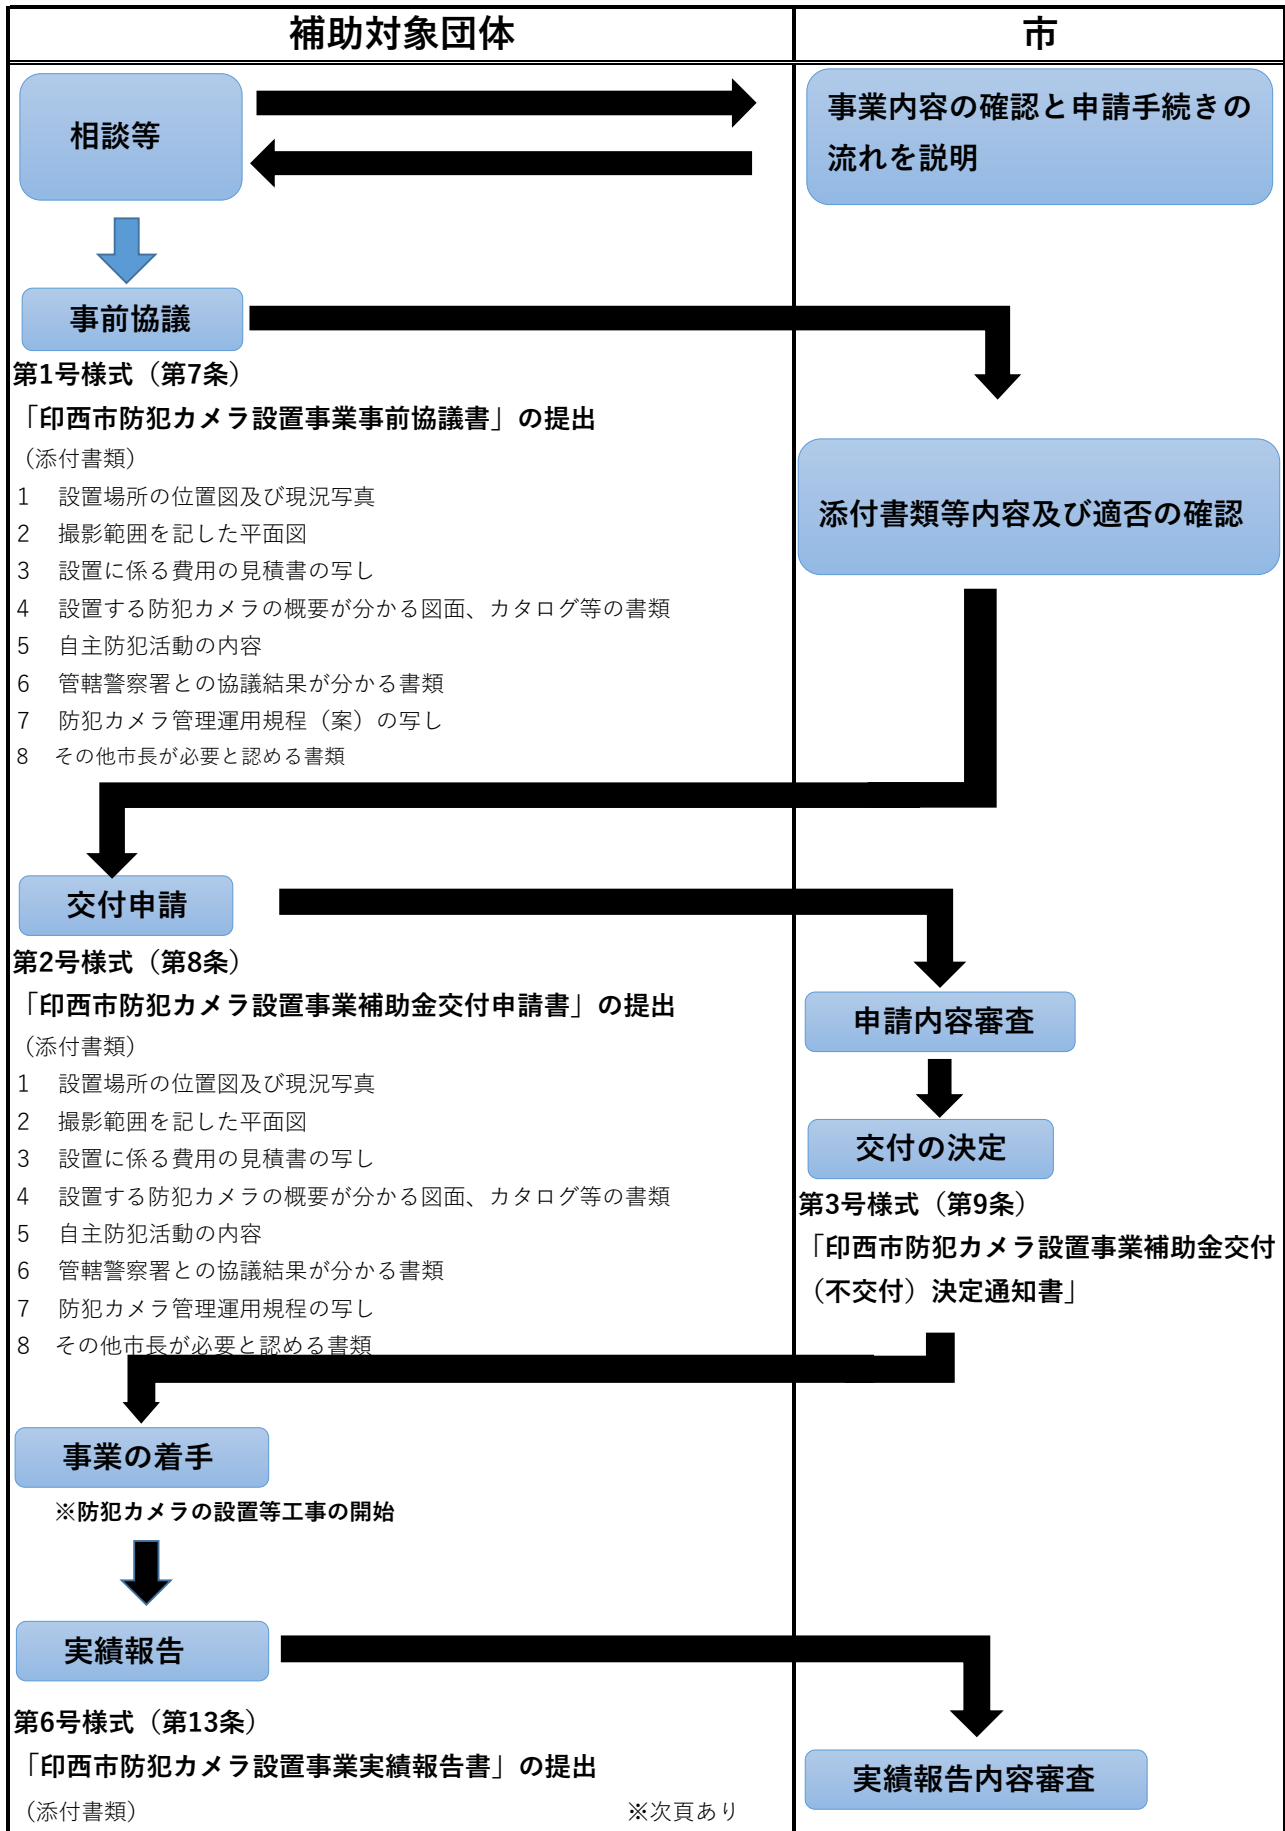 補助対象団体
市
相談等
事業内容の確認と申請手続きの
流れを説明
事前協議
第1号様式（第7条）
「印西市防犯カメラ設置事業事前協議書」の提出
（添付書類）
1　設置場所の位置図及び現況写真
2　撮影範囲を記した平面図
3　設置に係る費用の見積書の写し
4　設置する防犯カメラの概要が分かる図面、カタログ等の書類
5　自主防犯活動の内容
6　管轄警察署との協議結果が分かる書類
7　防犯カメラ管理運用規程（案）の写し
8　その他市長が必要と認める書類
添付書類等内容及び適否の確認
交付申請
第2号様式（第8条）
「印西市防犯カメラ設置事業補助金交付申請書」の提出
（添付書類）
1　設置場所の位置図及び現況写真
2　撮影範囲を記した平面図
3　設置に係る費用の見積書の写し
4　設置する防犯カメラの概要が分かる図面、カタログ等の書類
5　自主防犯活動の内容
6　管轄警察署との協議結果が分かる書類
7　防犯カメラ管理運用規程の写し
8　その他市長が必要と認める書類
申請内容審査
交付の決定
第3号様式（第9条）
「印西市防犯カメラ設置事業補助金交付
（不交付）決定通知書」
事業の着手
※防犯カメラの設置等工事の開始
実績報告
第6号様式（第13条）
「印西市防犯カメラ設置事業実績報告書」の提出
（添付書類）
※次頁あり
実績報告内容審査